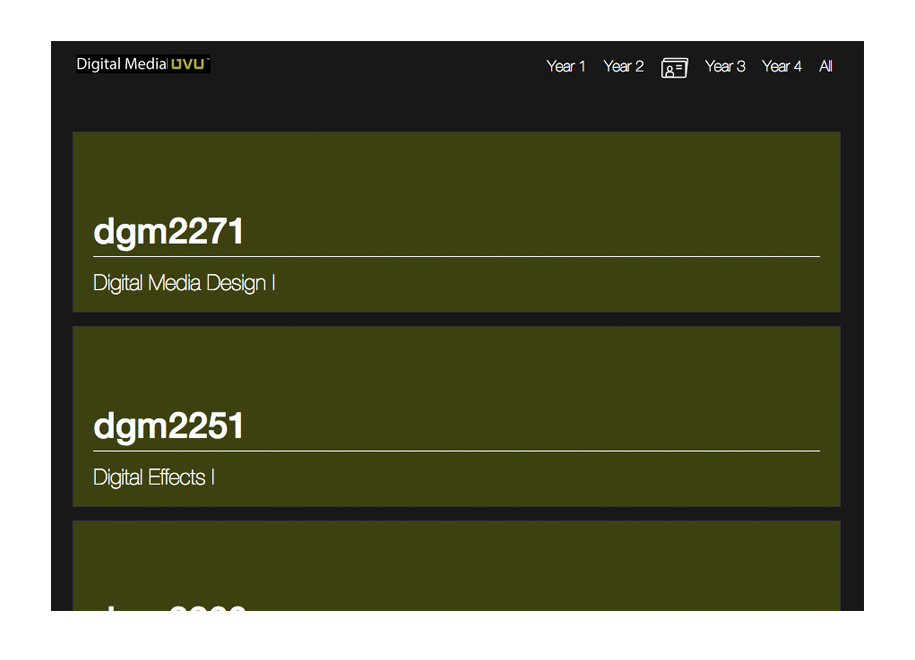 Digital Media UVU
Year 1 Year 2 Year 3 Year 4 All
dgm2271
Digital Media Design I
dgm2251
Digital Effects I